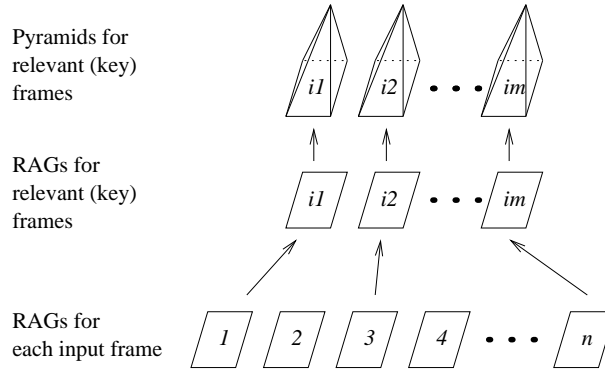 Pyramids for
relevant (key)
frames
i1 i2 • • • im
RAGs for
relevant (key)
frames
i1 i2 • • • im
RAGs for
each input frame
1 2 3 4 • • • n